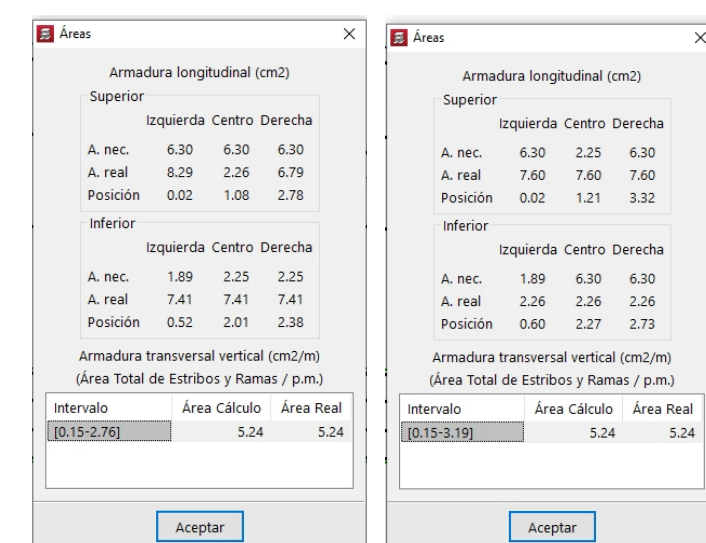 Áreas
Armadura longitudinal (cm2)
Superior
Izquierda Centro Derecha
A. nec. 6.30 6.30 6.30
A. real 8.29 2.26 6.79
Posición 0.02 1.08 2.78
Inferior
Izquierda Centro Derecha
A. nec. 1.89 2.25 2.25
A. real 7.41 7.41 7.41
Posición 0.52 2.01 2.38
Armadura transversal vertical (cm2/m)
(Área Total de Estribos y Ramas / p.m.)
Intervalo Área Cálculo Área Real
[0.15-2.76] 5.24 5.24
Aceptar
Áreas
Armadura longitudinal (cm2)
Superior
Izquierda Centro Derecha
A. nec. 6.30 2.25 6.30
A. real 7.60 7.60 7.60
Posición 0.02 1.21 3.32
Inferior
Izquierda Centro Derecha
A. nec. 1.89 6.30 6.30
A. real 2.26 2.26 2.26
Posición 0.60 2.27 2.73
Armadura transversal vertical (cm2/m)
(Área Total de Estribos y Ramas / p.m.)
Intervalo Área Cálculo Área Real
[0.15-3.19] 5.24 5.24
Aceptar